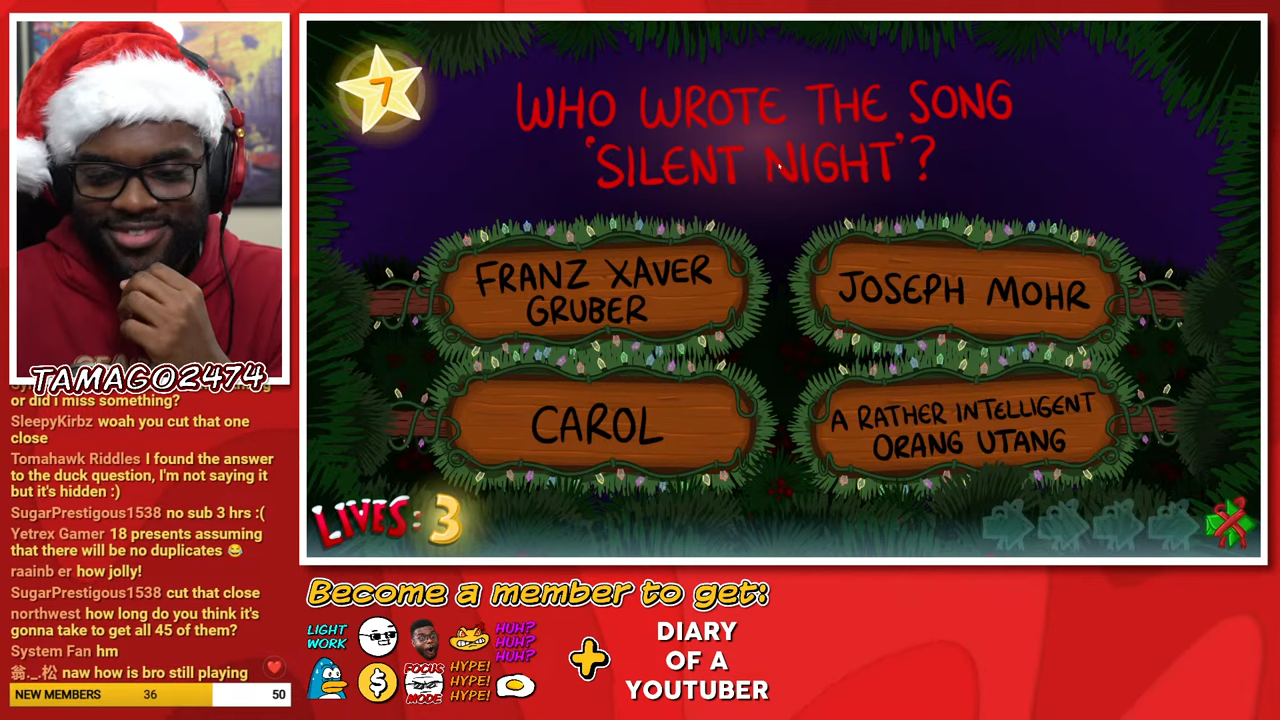 7
WHO WROTE THE SONG
'SILENT NIGHT'?
FRANZ XAVER
GRUBER
JOSEPH MOHR
CAROL
A RATHER INTELLIGENT
ORANG UTANG
LIVES: 3
TAMAGO2474
or did I miss something?
SleepyKirbz woah you cut that one
close
Tomahawk Riddles I found the answer
to the duck question, I'm not saying it
but it's hidden :)
SugarPrestigous1538 no sub 3 hrs :(
Yetrex Gamer 18 presents assuming
that there will be no duplicates 😂
raainb er how jolly!
SugarPrestigous1538 cut that close
northwest how long do you think it's
gonna take to get all 45 of them?
System Fan hm
翁._.松 naw how is bro still playing
NEW MEMBERS 36 50
Become a member to get:
LIGHT
WORK
HUH?
HUH?
HUH?
$
FOCUS
MODE
HYPE!
HYPE!
HYPE!
+
DIARY
OF A
YOUTUBER